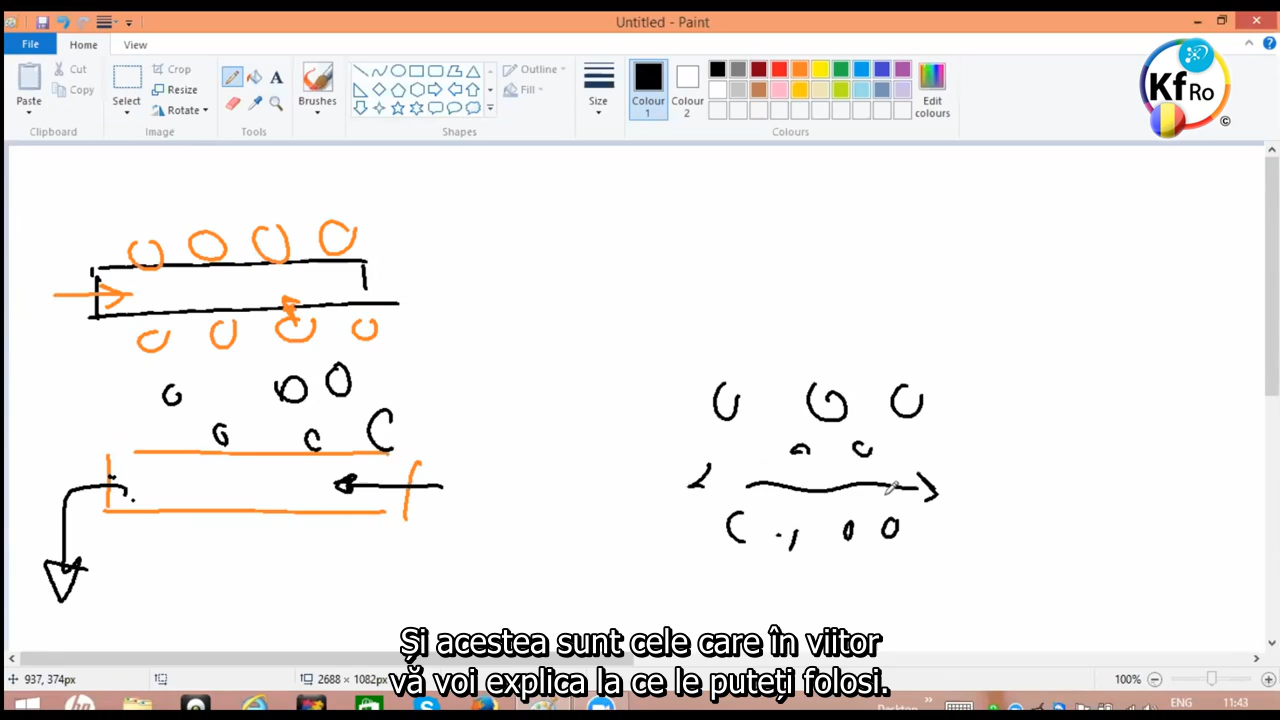 Untitled - Paint
File
Home
View
Paste
Cut
Copy
Clipboard
Select
Crop
Resize
Rotate
Image
Tools
Brushes
Outline
Fill
Shapes
Size
Colour 1
Colour 2
Edit colours
Colours
Kf Ro
©
Și acestea sunt cele care în viitor
vă voi explica la ce le puteți folosi.
937, 374px
2688 × 1082px
100%
Desktop
ENG
11:43